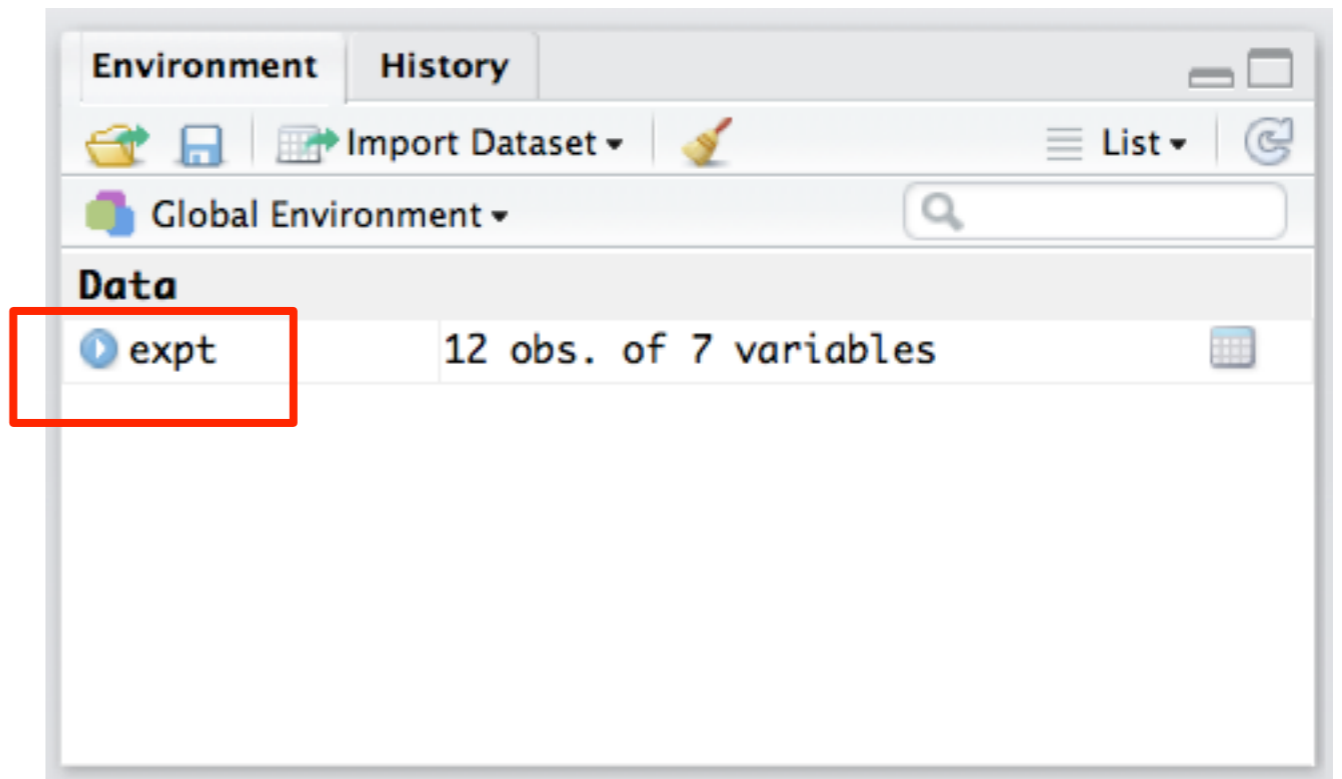 Environment History
Import Dataset List
Global Environment
Data
expt 12 obs. of 7 variables